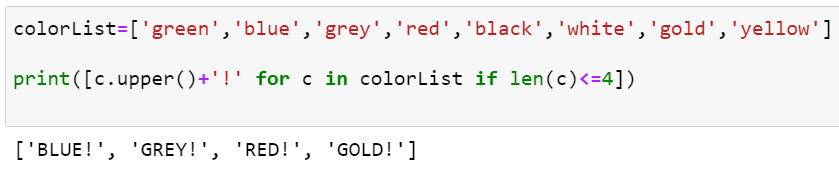 colorList=['green','blue','grey','red','black','white','gold','yellow']
print([c.upper()+'!' for c in colorList if len(c)<=4])
['BLUE!', 'GREY!', 'RED!', 'GOLD!']